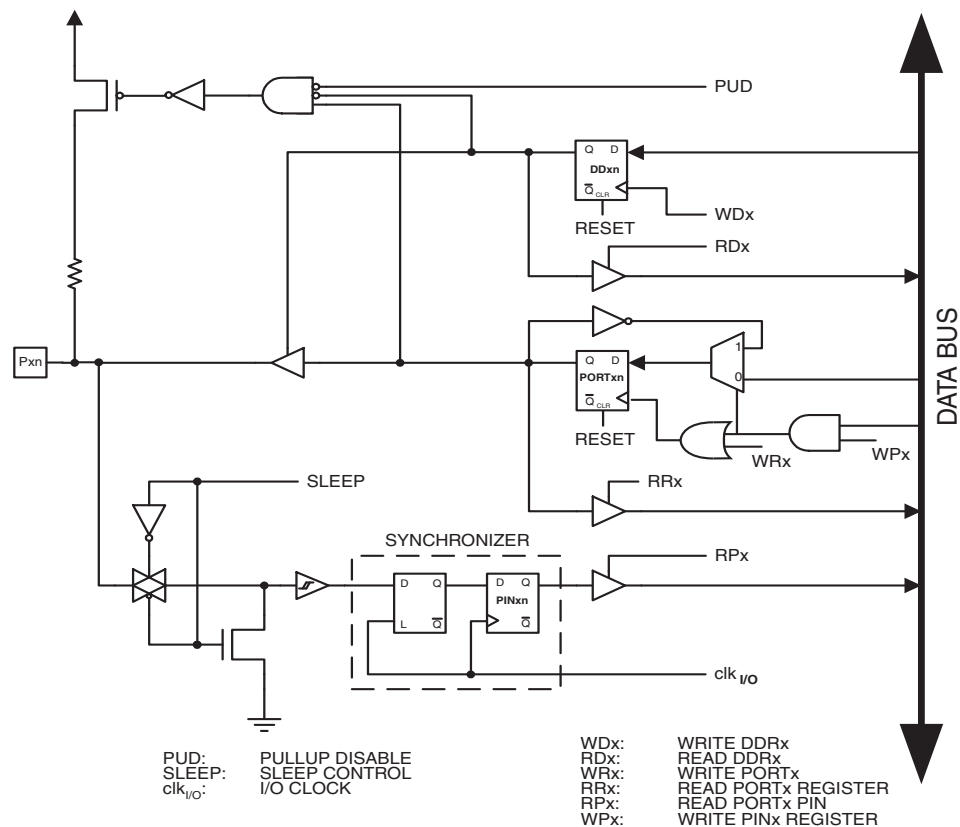 PUD
Q D
DDxn
Q
CLR
WDx
RESET
RDx
DATA BUS
Pxn
1
0
Q D
PORTxn
Q
CLR
RESET
WRx
WPx
RRx
SLEEP
SYNCHRONIZER
RPx
D Q
L Q
D Q
PINxn
Q
clk I/O
PUD: PULLUP DISABLE
SLEEP: SLEEP CONTROL
clkI/O: I/O CLOCK
WDx: WRITE DDRx
RDx: READ DDRx
WRx: WRITE PORTx
RRx: READ PORTx REGISTER
RPx: READ PORTx PIN
WPx: WRITE PINx REGISTER